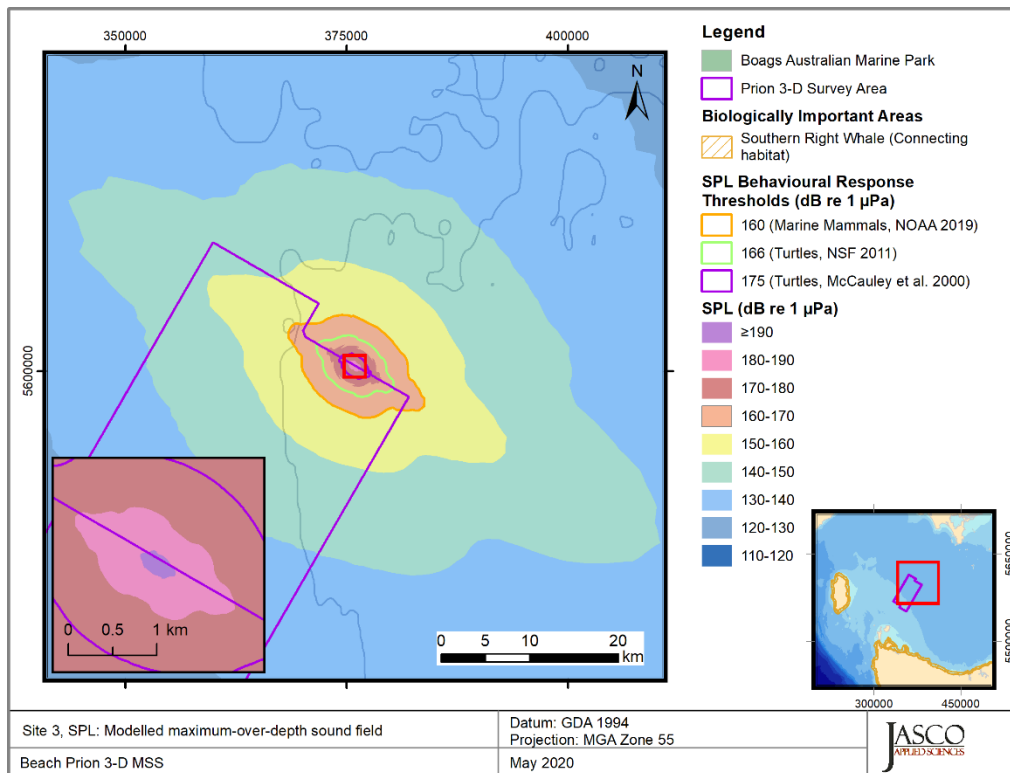 350000 375000 400000
N
5600000
0 0.5 1 km
0 5 10 20
km
Legend
Boags Australian Marine Park
Prion 3-D Survey Area
Biologically Important Areas
Southern Right Whale (Connecting
habitat)
SPL Behavioural Response
Thresholds (dB re 1 µPa)
160 (Marine Mammals, NOAA 2019)
166 (Turtles, NSF 2011)
175 (Turtles, McCauley et al. 2000)
SPL (dB re 1 µPa)
≥190
180-190
170-180
160-170
150-160
140-150
130-140
120-130
110-120
5650000
5500000
300000 450000
Site 3, SPL: Modelled maximum-over-depth sound field
Beach Prion 3-D MSS
Datum: GDA 1994
Projection: MGA Zone 55
May 2020
JASCO
APPLIED SCIENCES